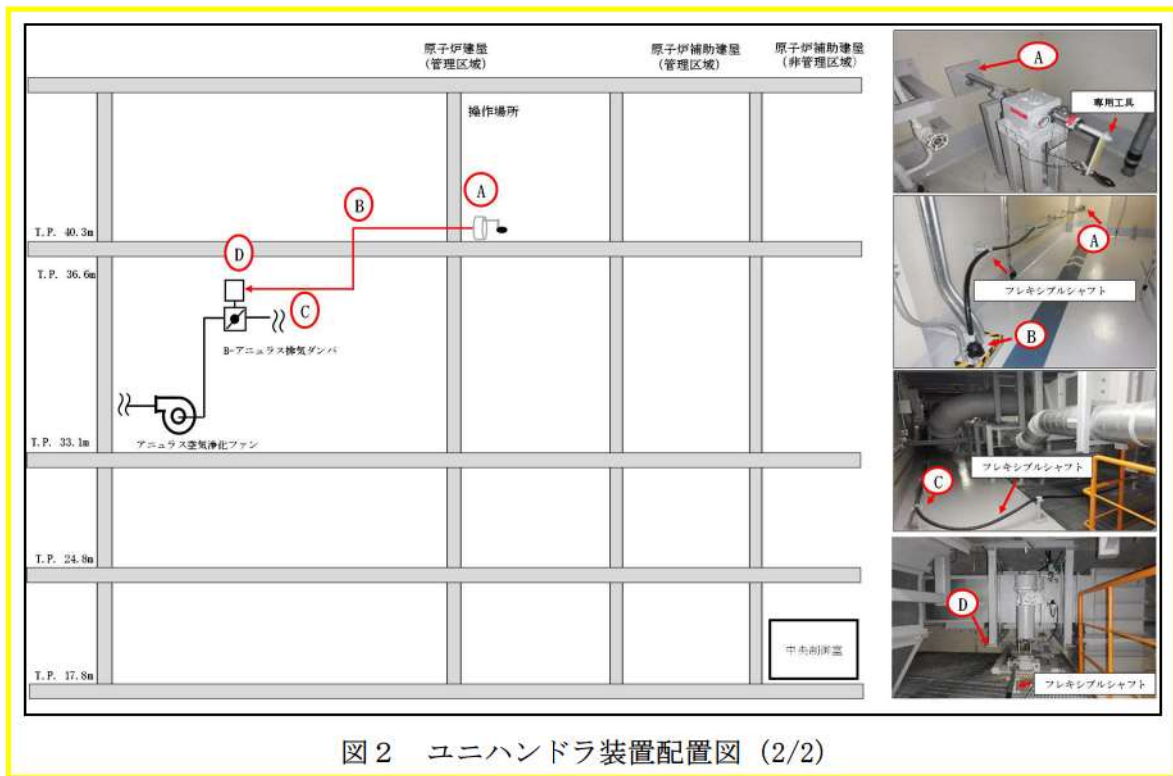 原子炉建屋
(管理区域)
原子炉補助建屋
(管理区域)
原子炉補助建屋
(非管理区域)
操作場所
A
B
T.P. 40.3m
D
T.P. 36.6m
C
B-アニュラス排気ダンパ
アニュラス空気浄化ファン
T.P. 33.1m
T.P. 24.8m
中央制御室
T.P. 17.8m
A
専用工具
A
フレキシブルシャフト
B
フレキシブルシャフト
C
D
フレキシブルシャフト
図2 ユニハンドラ装置配置図 (2/2)